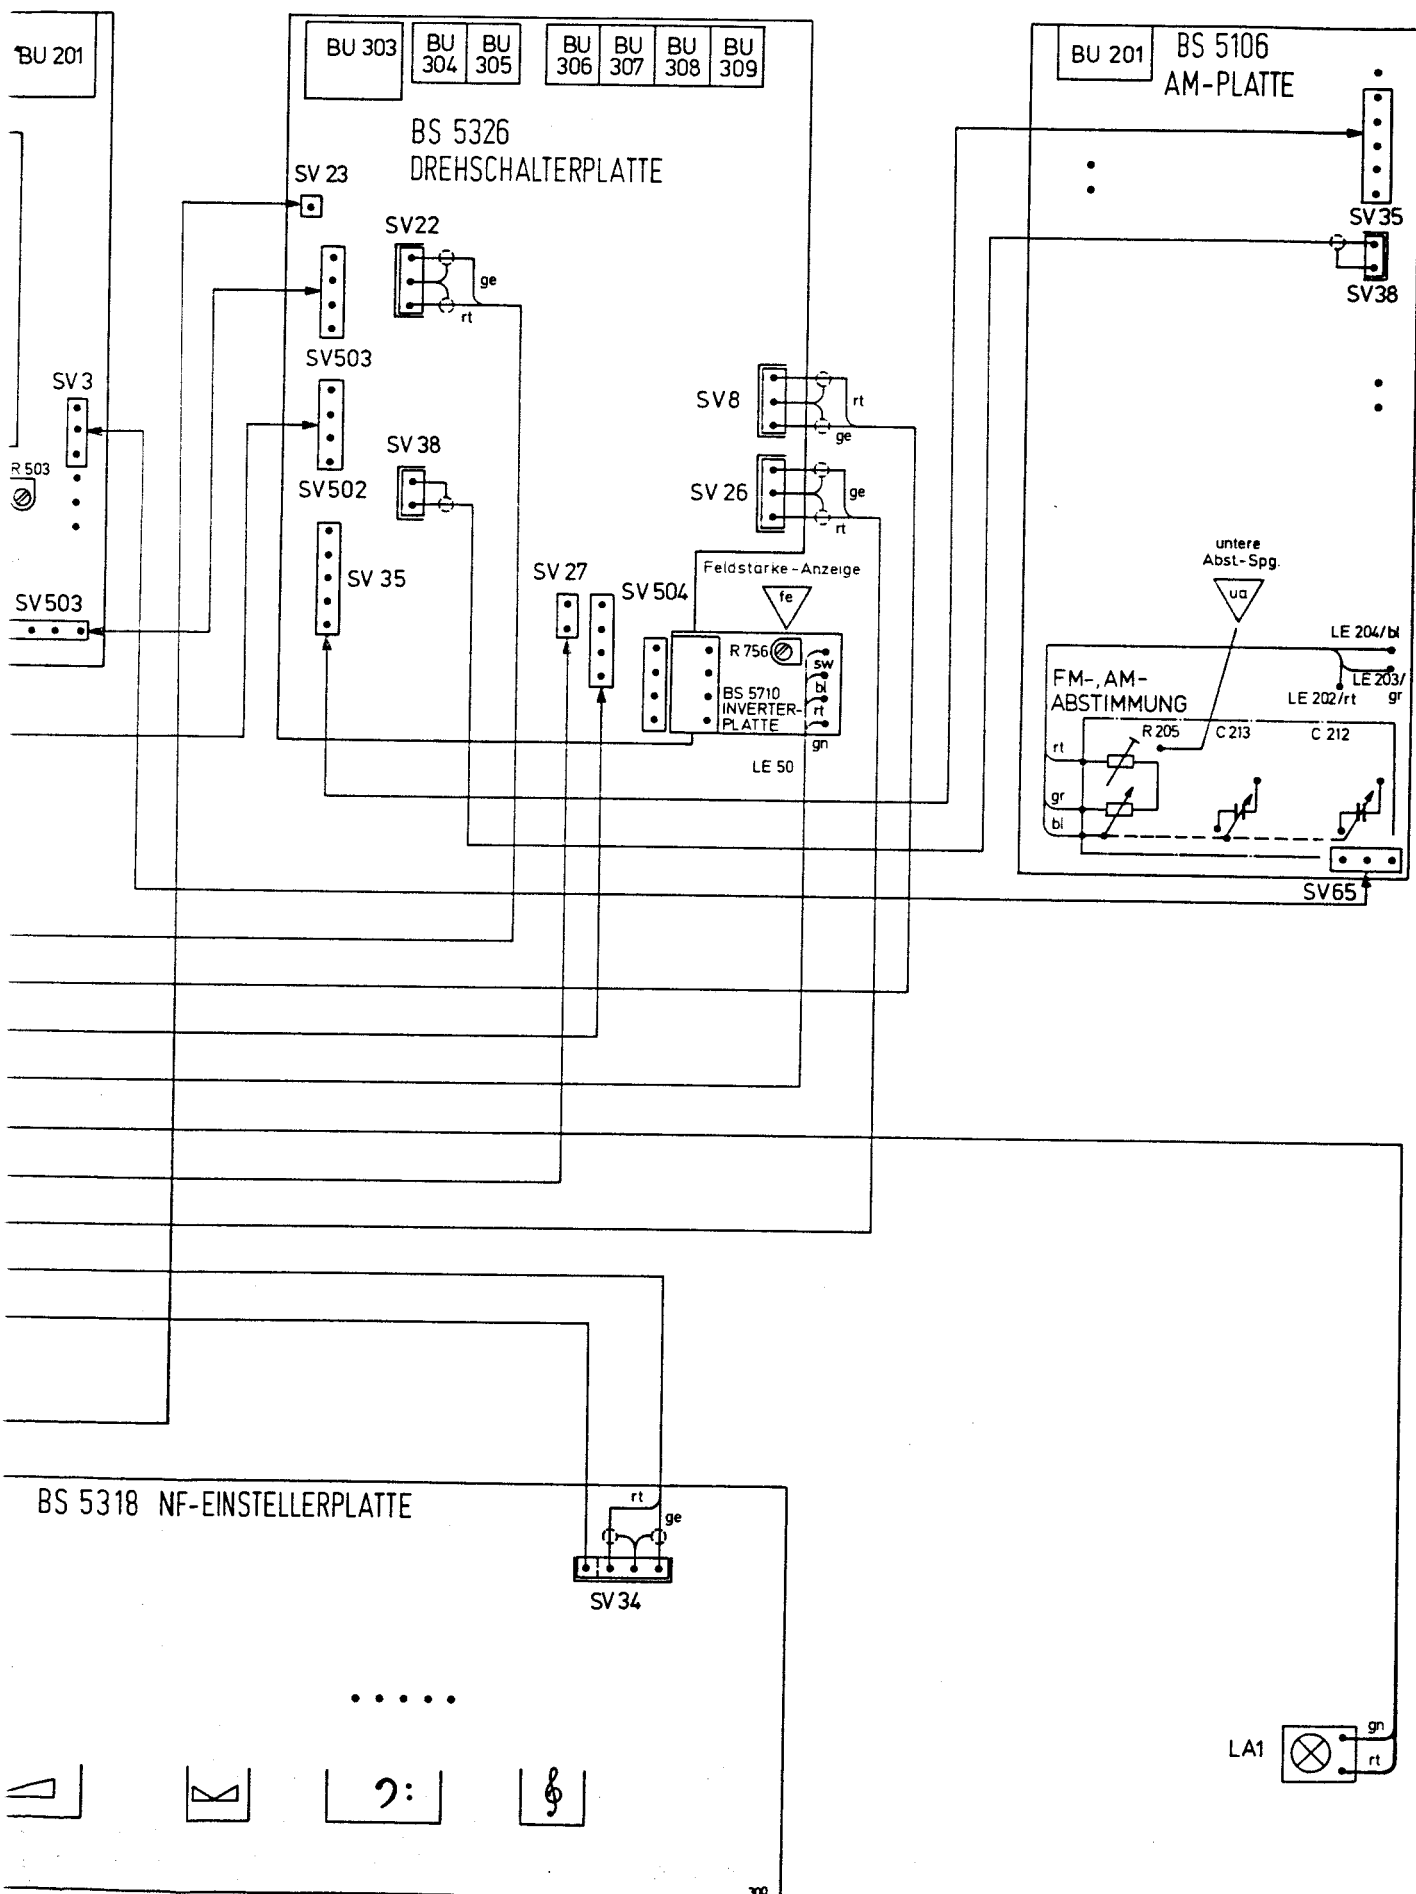 BU 201
BU 303
BU 304
BU 305
BU 306
BU 307
BU 308
BU 309
BU 201
BS 5106
AM-PLATTE
BS 5326
DREHSCHALTERPLATTE
SV 23
SV22
ge
rt
SV35
SV38
SV503
SV 3
R 503
SV8
rt
ge
SV 38
SV502
SV 26
ge
rt
SV 35
SV 27
SV 504
SV503
Feldstarke-Anzeige
fe
R 756
sw
bl
rt
gn
BS 5710
INVERTER-
PLATTE
LE 50
untere
Abst-Spg.
ua
LE 204/bl
LE 203/
gr
LE 202/rt
FM-,AM-
ABSTIMMUNG
R 205
C 213
C 212
rt
gr
bl
SV65
BS 5318 NF-EINSTELLERPLATTE
rt
ge
SV34
LA1
gn
rt